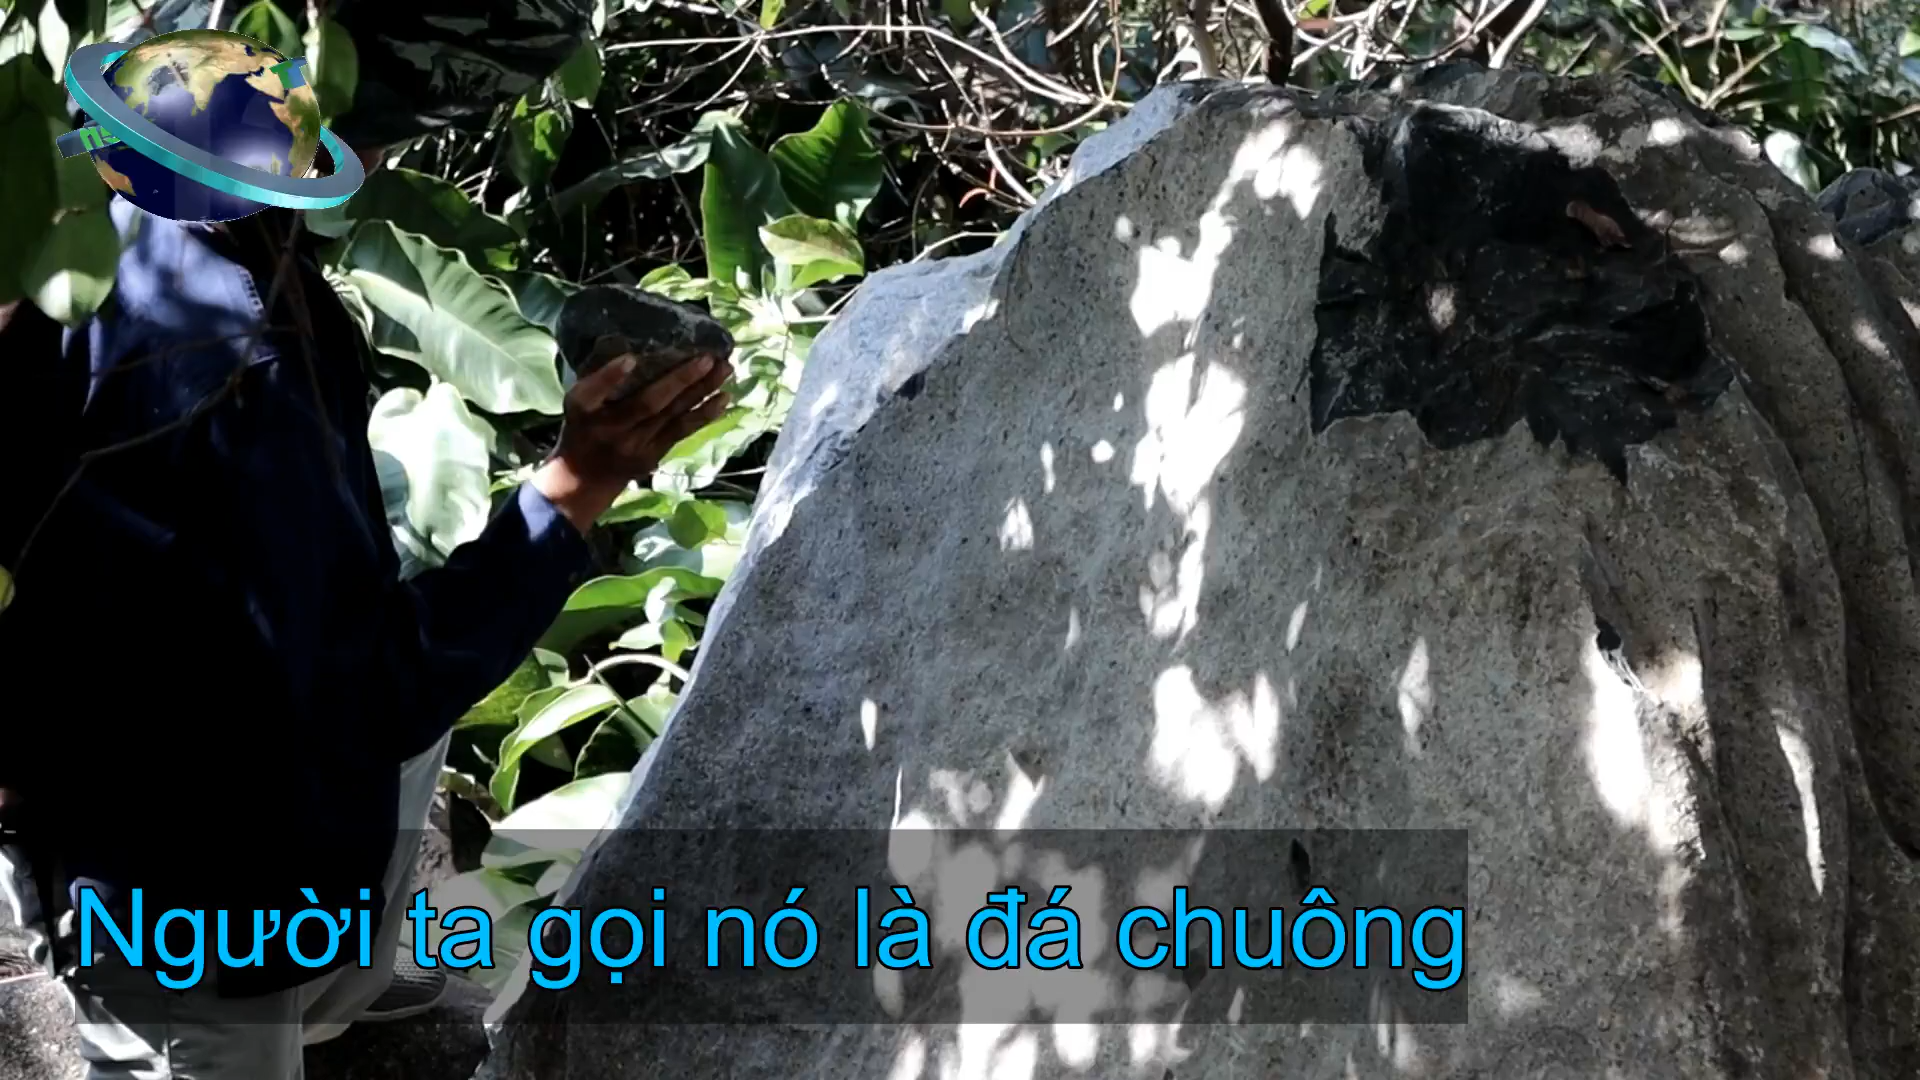 Người ta gọi nó là đá chuông